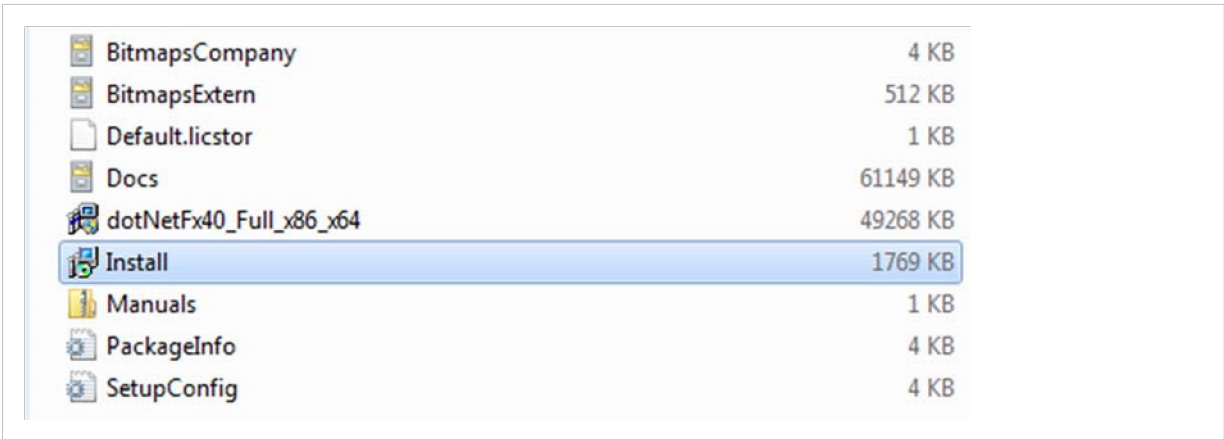 BitmapsCompany 4 KB
BitmapsExtern 512 KB
Default.licstor 1 KB
Docs 61149 KB
dotNetFx40_Full_x86_x64 49268 KB
Install 1769 KB
Manuals 1 KB
PackageInfo 4 KB
SetupConfig 4 KB